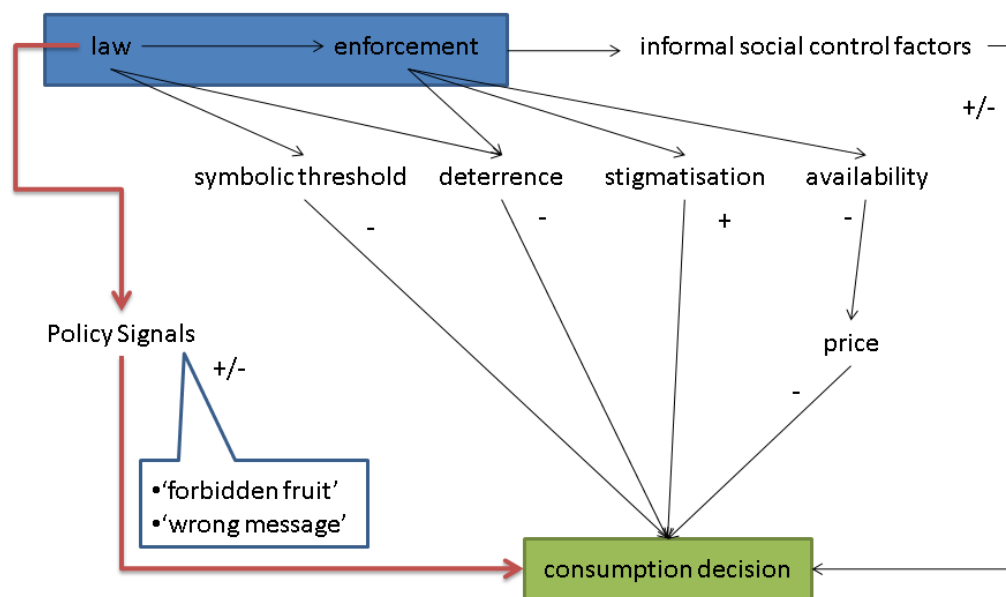 law
enforcement
informal social control factors
+/-
symbolic threshold
deterrence
stigmatisation
availability
-
-
+
-
Policy Signals
+/-
price
-
•‘forbidden fruit’
•‘wrong message’
consumption decision